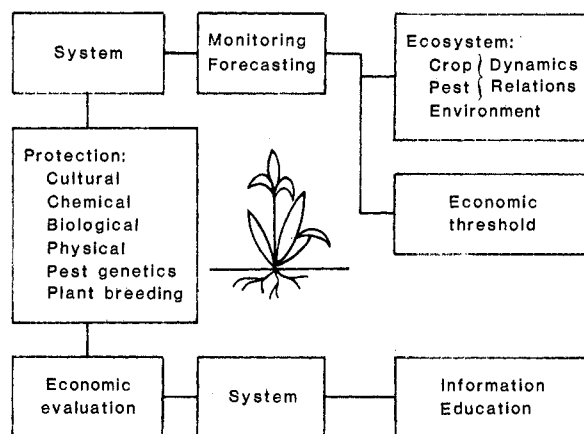 System
Monitoring
Forecasting
Ecosystem:
Crop Dynamics
Pest Relations
Environment
Protection:
Cultural
Chemical
Biological
Physical
Pest genetics
Plant breeding
Economic
threshold
Economic
evaluation
System
Information
Education